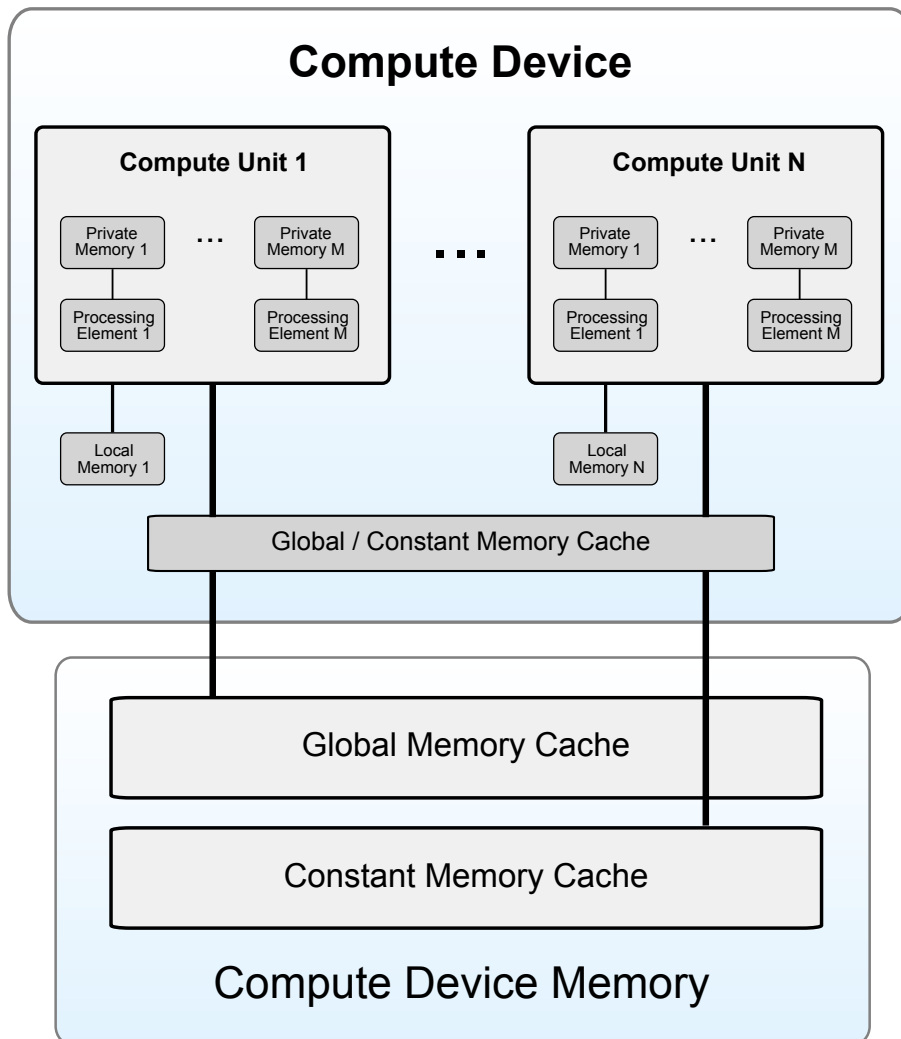 Compute Device
Compute Unit 1
Compute Unit N
Private
Memory 1
...
Private
Memory M
...
Private
Memory 1
...
Private
Memory M
Processing
Element 1
Processing
Element M
Processing
Element 1
Processing
Element M
Local
Memory 1
Local
Memory N
Global / Constant Memory Cache
Global Memory Cache
Constant Memory Cache
Compute Device Memory